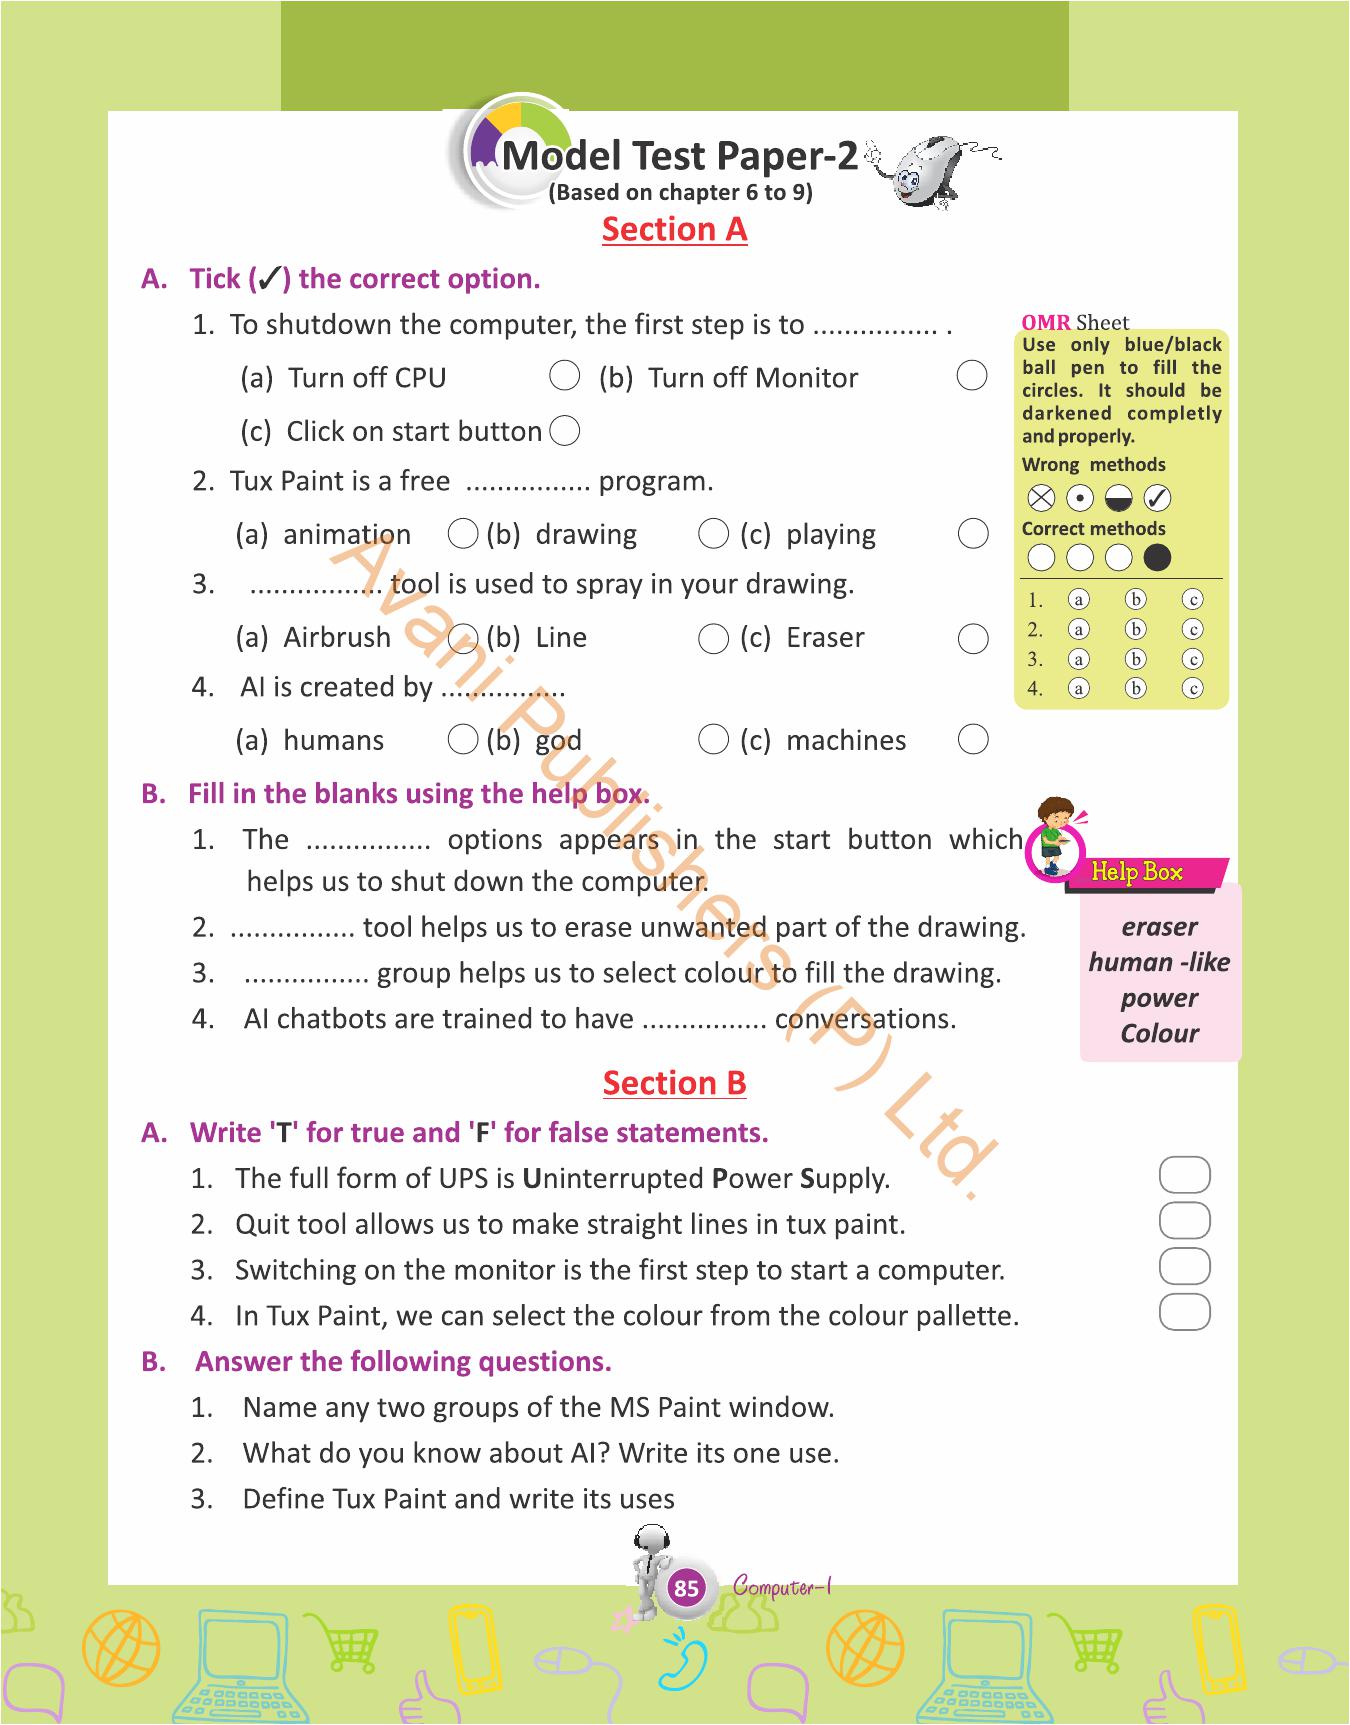 Model Test Paper-2
(Based on chapter 6 to 9)
Section A
A. Tick (✓) the correct option.
1. To shutdown the computer, the first step is to ................ .
(a) Turn off CPU (b) Turn off Monitor
(c) Click on start button
2. Tux Paint is a free ................ program.
(a) animation (b) drawing (c) playing
3. ................. tool is used to spray in your drawing.
(a) Airbrush (b) Line (c) Eraser
4. AI is created by ................
(a) humans (b) god (c) machines
OMR Sheet
Use only blue/black
ball pen to fill the
circles. It should be
darkened completly
and properly.
Wrong methods
Correct methods
1. a b c
2. a b c
3. a b c
4. a b c
B. Fill in the blanks using the help box.
1. The ................ options appears in the start button which
helps us to shut down the computer.
2. ................ tool helps us to erase unwanted part of the drawing.
3. ................ group helps us to select colour to fill the drawing.
4. AI chatbots are trained to have ................ conversations.
Help Box
eraser
human -like
power
Colour
Section B
A. Write 'T' for true and 'F' for false statements.
1. The full form of UPS is Uninterrupted Power Supply.
2. Quit tool allows us to make straight lines in tux paint.
3. Switching on the monitor is the first step to start a computer.
4. In Tux Paint, we can select the colour from the colour pallette.
B. Answer the following questions.
1. Name any two groups of the MS Paint window.
2. What do you know about AI? Write its one use.
3. Define Tux Paint and write its uses
85 Computer-1
Avani Publishers (P) Ltd.